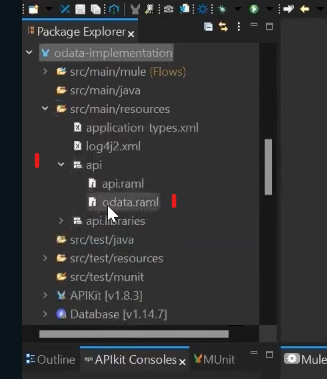 Package Explorer
odata-implementation
src/main/mule (Flows)
src/main/java
src/main/resources
application-types.xml
log4j2.xml
api
api.raml
odata.raml
api.libraries
src/test/java
src/test/resources
src/test/munit
APIKit [v1.8.3]
Database [v1.14.7]
Outline API APIkit Consoles MUnit Mule